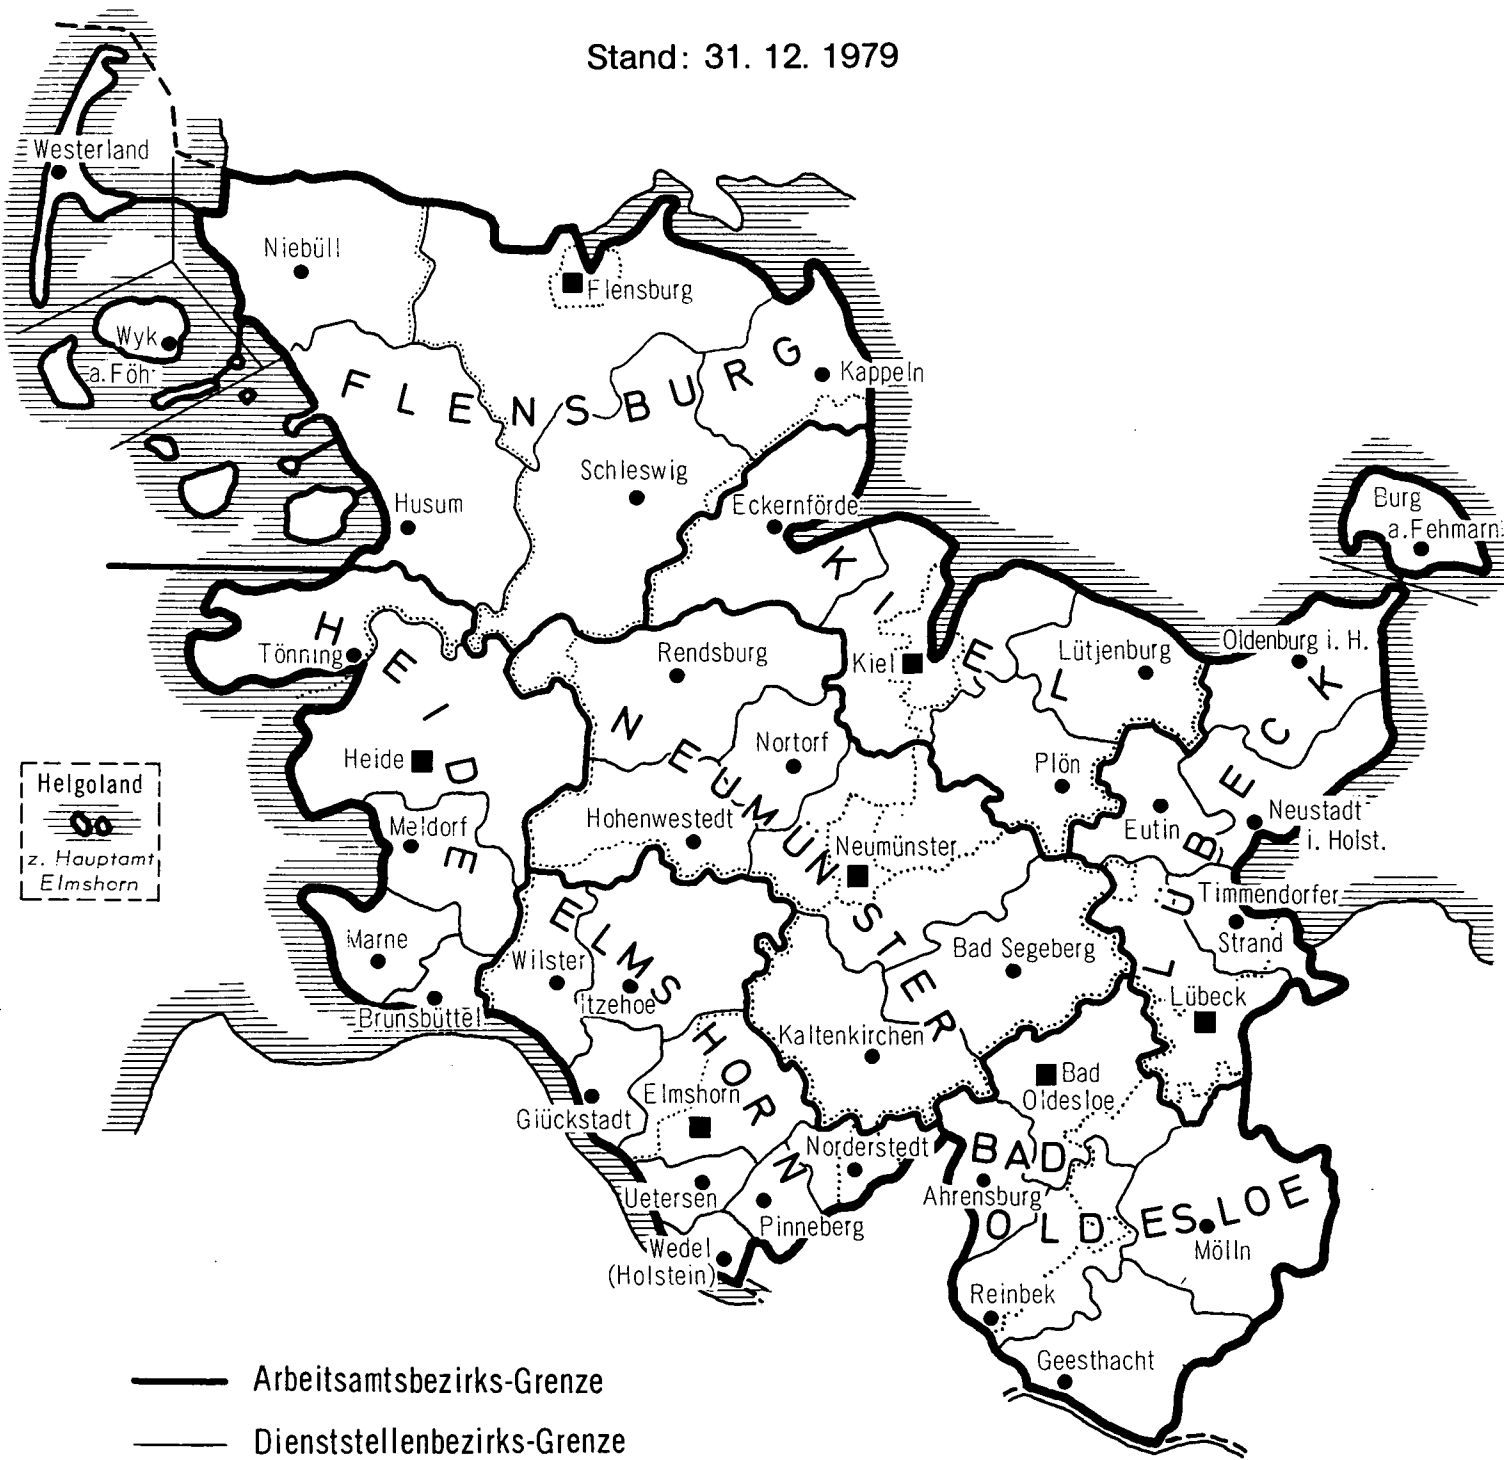 Stand: 31. 12. 1979
Westerland
Niebüll
Flensburg
Wyk
a. Föhr
FLENSBURG
Kappeln
Schleswig
Husum
Eckernförde
Burg
a. Fehmarn
KIEL
HEIDE
Tönning
Rendsburg
Kiel
Lütjenburg
Oldenburg i. H.
LÜBECK
NEUMÜNSTER
Nortorf
Heide
Plön
Helgoland
z. Hauptamt
Elmshorn
Meldorf
Hohenwestedt
Neumünster
Eutin
Neustadt
i. Holst.
Timmendorfer
Strand
ELMSHORN
Marne
Wilster
Itzehoe
Bad Segeberg
Lübeck
Brunsbüttel
Kaltenkirchen
Bad
Oldesloe
Elmshorn
Glückstadt
Norderstedt
BAD
OLDESLOE
Ahrensburg
Uetersen
Pinneberg
Mölln
Wedel
(Holstein)
Reinbek
Geesthacht
Arbeitsamtsbezirks-Grenze
Dienststellenbezirks-Grenze